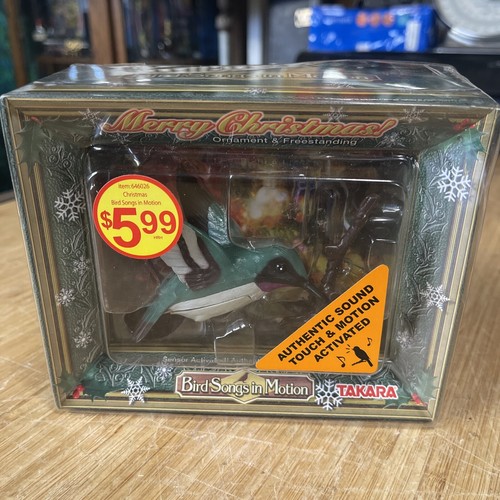 Merry Christmas!
Ornament & Freestanding
item:646026
Christmas
Bird Songs in Motion
$5.99
AUTHENTIC SOUND
TOUCH & MOTION
ACTIVATED
Bird Songs in Motion
TAKARA